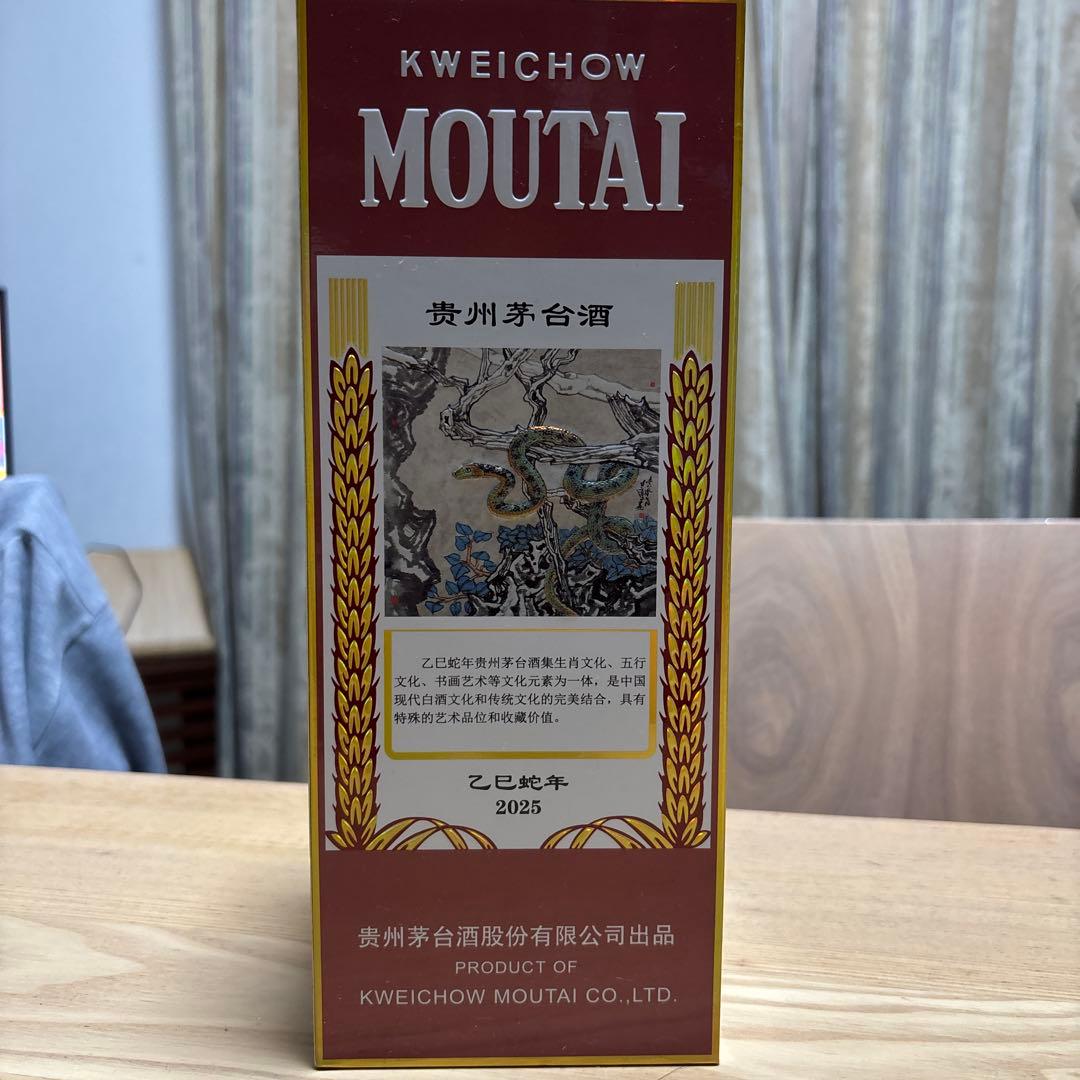 KWEICHOW
MOUTAI
贵州茅台酒
乙巳蛇年贵州茅台酒集生肖文化、五行
文化、书画艺术等文化元素为一体，是中国
现代白酒文化和传统文化的完美结合，具有
特殊的艺术品位和收藏价值。
乙巳蛇年
2025
贵州茅台酒股份有限公司出品
PRODUCT OF
KWEICHOW MOUTAI CO.,LTD.